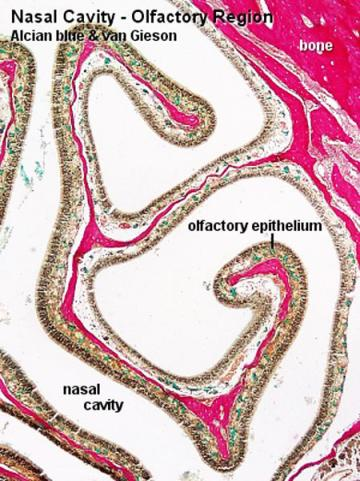 Nasal Cavity - Olfactory Region
Alcian blue & Van Gieson
bone
olfactory epithelium
nasal
cavity